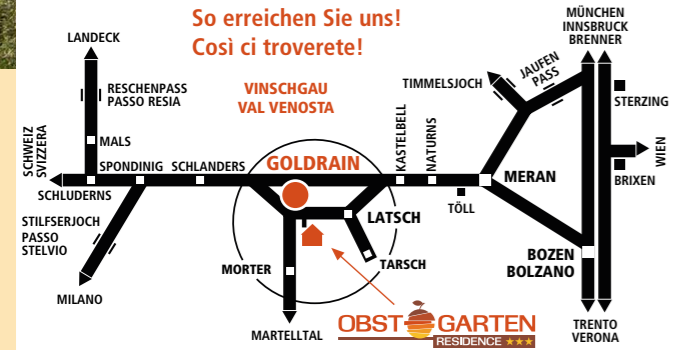 So erreichen Sie uns!
Così ci troverete!
MÜNCHEN
INNSBRUCK
BRENNER
LANDECK
RESCHENPASS
PASSO RESIA
VINSCHGAU
VAL VENOSTA
TIMMELSJOCH
JAUFEN
PASS
STERZING
WIEN
BRIXEN
SCHWEIZ
SVIZZERA
MALS
SPONDINIG
SCHLANDERS
GOLDRAIN
KASTELBELL
NATURNS
MERAN
TÖLL
SCHLUDERNS
STILFSERJOCH
PASSO
STELVIO
LATSCH
TARSCH
MORTER
BOZEN
BOLZANO
MILANO
MARTELLTAL
OBST GARTEN
RESIDENCE ★★★
TRENTO
VERONA